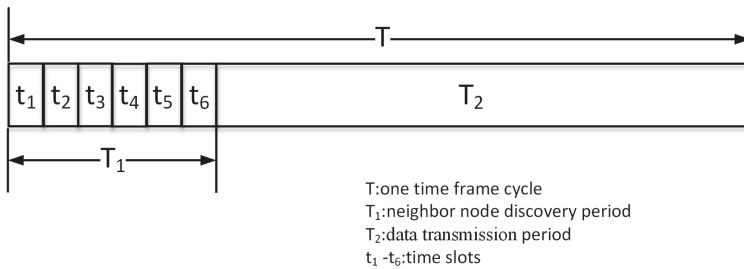 T
t1 t2 t3 t4 t5 t6 T2
T1
T:one time frame cycle
T1:neighbor node discovery period
T2:data transmission period
t1 -t6:time slots